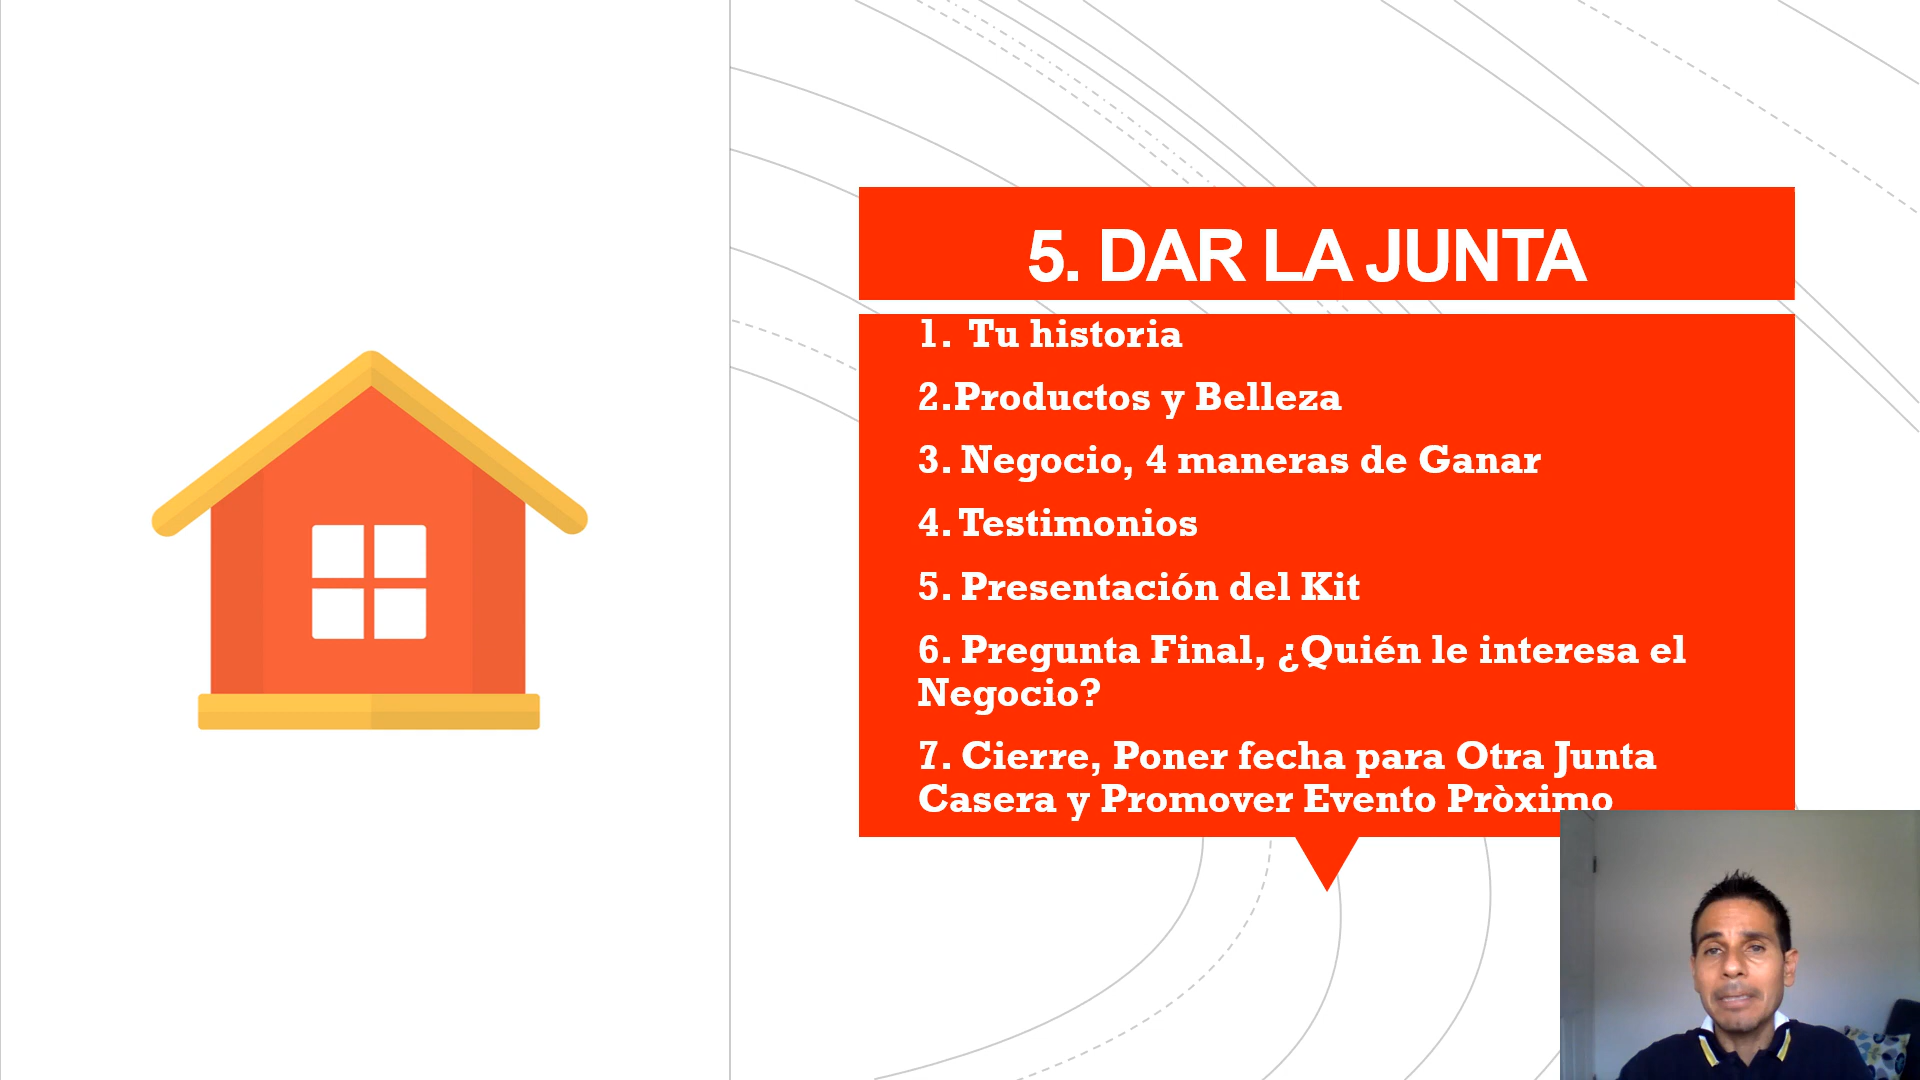 5. DAR LA JUNTA
1. Tu historia
2.Productos y Belleza
3. Negocio, 4 maneras de Ganar
4. Testimonios
5. Presentación del Kit
6. Pregunta Final, ¿Quién le interesa el
Negocio?
7. Cierre, Poner fecha para Otra Junta
Casera y Promover Evento Pròximo